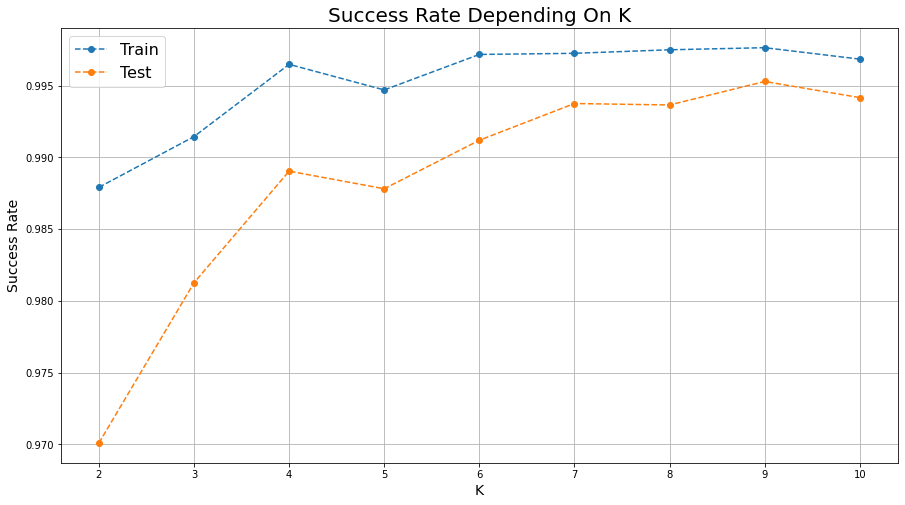 Success Rate Depending On K
Train
Test
0.995
0.990
0.985
0.980
0.975
0.970
Success Rate
2 3 4 5 6 7 8 9 10
K